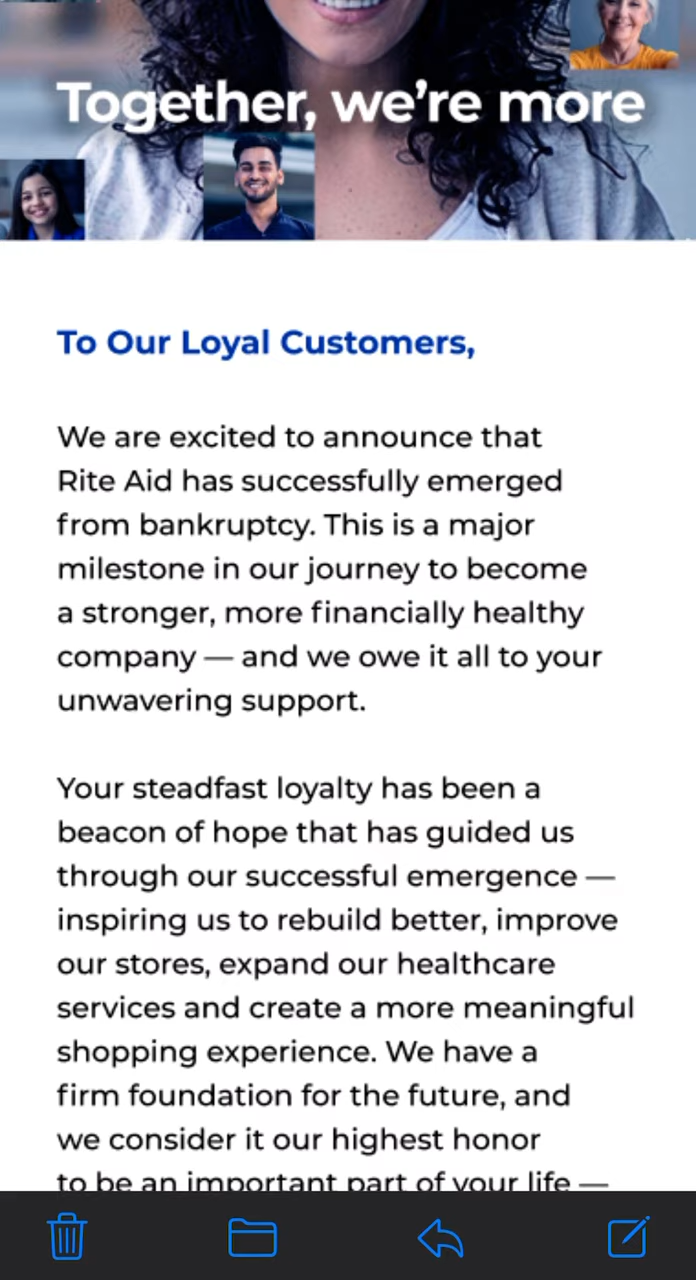 Together, we’re more
To Our Loyal Customers,
We are excited to announce that
Rite Aid has successfully emerged
from bankruptcy. This is a major
milestone in our journey to become
a stronger, more financially healthy
company — and we owe it all to your
unwavering support.
Your steadfast loyalty has been a
beacon of hope that has guided us
through our successful emergence —
inspiring us to rebuild better, improve
our stores, expand our healthcare
services and create a more meaningful
shopping experience. We have a
firm foundation for the future, and
we consider it our highest honor
to be an important part of your life —